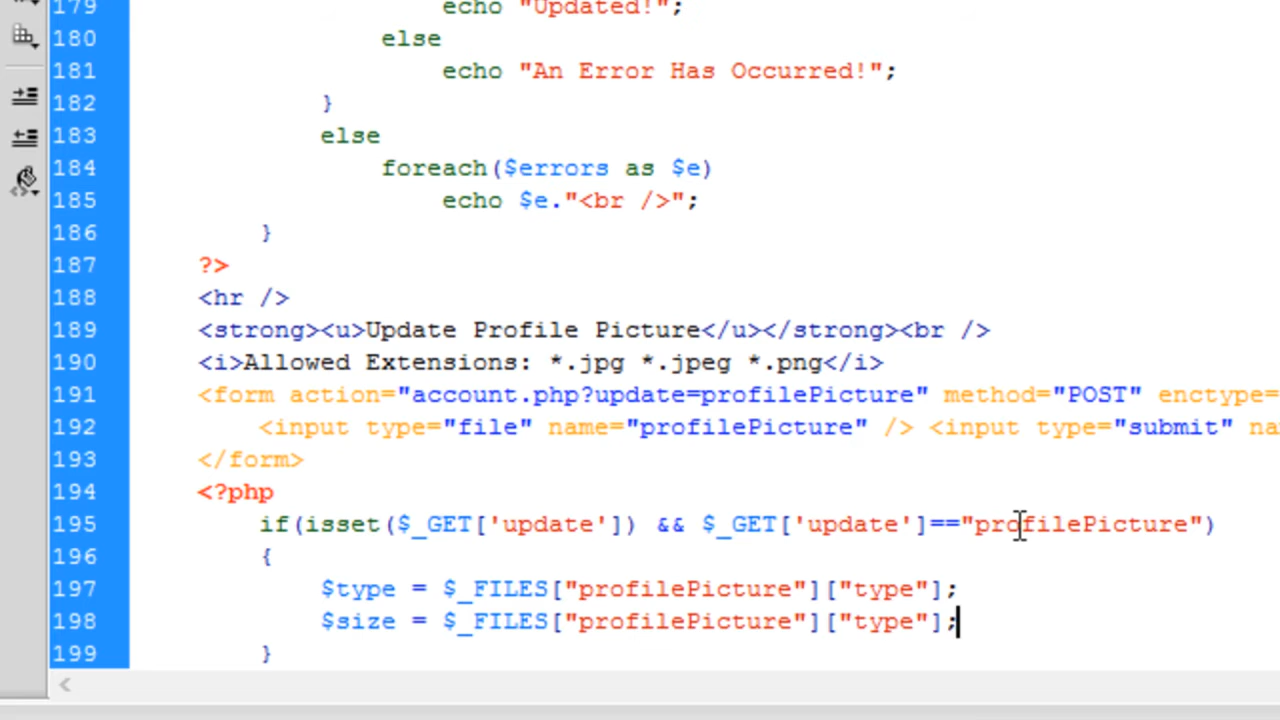 179 echo "Updated!";
180 else
181 echo "An Error Has Occurred!";
182 }
183 else
184 foreach($errors as $e)
185 echo $e."<br />";
186 }
187 ?>
188 <hr />
189 <strong><u>Update Profile Picture</u></strong><br />
190 <i>Allowed Extensions: *.jpg *.jpeg *.png</i>
191 <form action="account.php?update=profilePicture" method="POST" enctype=
192 <input type="file" name="profilePicture" /> <input type="submit" na
193 </form>
194 <?php
195 if(isset($_GET['update']) && $_GET['update']=="profilePicture")
196 {
197 $type = $_FILES["profilePicture"]["type"];
198 $size = $_FILES["profilePicture"]["type"];
199 }